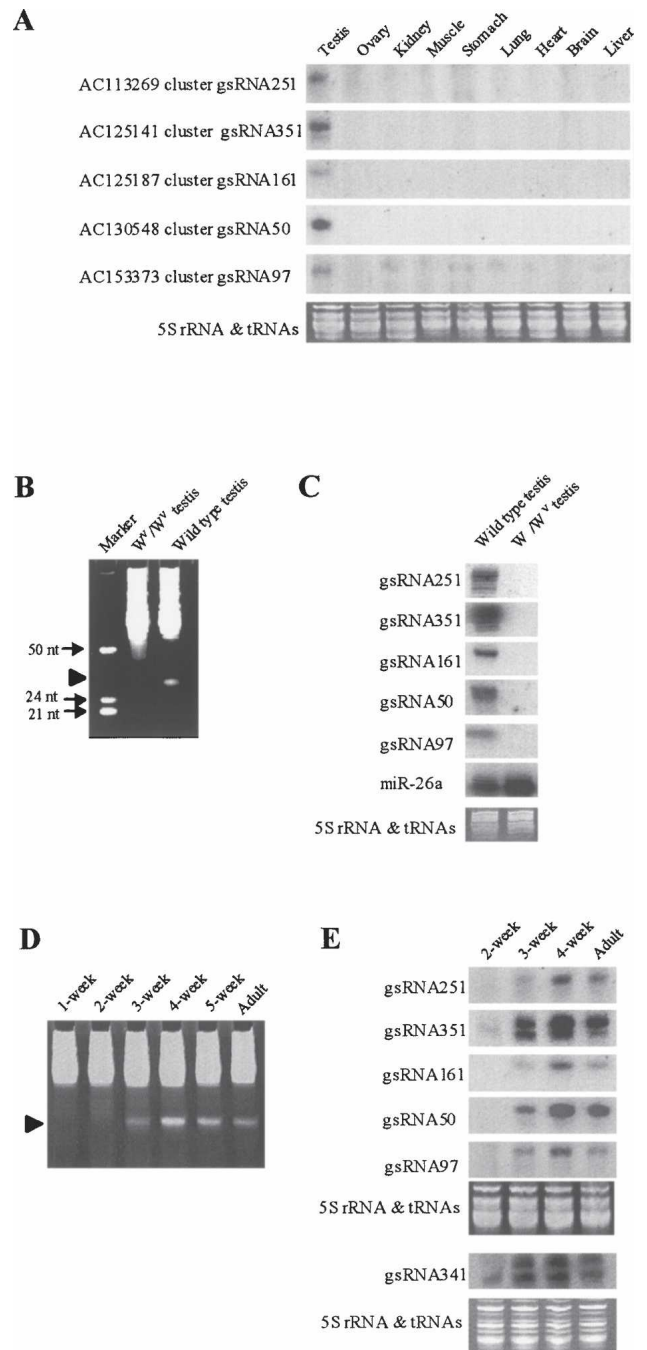 A
Testis Ovary Kidney Muscle Stomach Lung Heart Brain Liver
AC113269 cluster gsRNA251
AC125141 cluster gsRNA351
AC125187 cluster gsRNA161
AC130548 cluster gsRNA50
AC153373 cluster gsRNA97
5S rRNA & tRNAs
B
Marker Wᵛ/Wᵛ testis Wild type testis
50 nt
24 nt
21 nt
C
Wild type testis W /Wᵛ testis
gsRNA251
gsRNA351
gsRNA161
gsRNA50
gsRNA97
miR-26a
5S rRNA & tRNAs
D
1-week 2-week 3-week 4-week 5-week Adult
E
2-week 3-week 4-week Adult
gsRNA251
gsRNA351
gsRNA161
gsRNA50
gsRNA97
5S rRNA & tRNAs
gsRNA341
5S rRNA & tRNAs